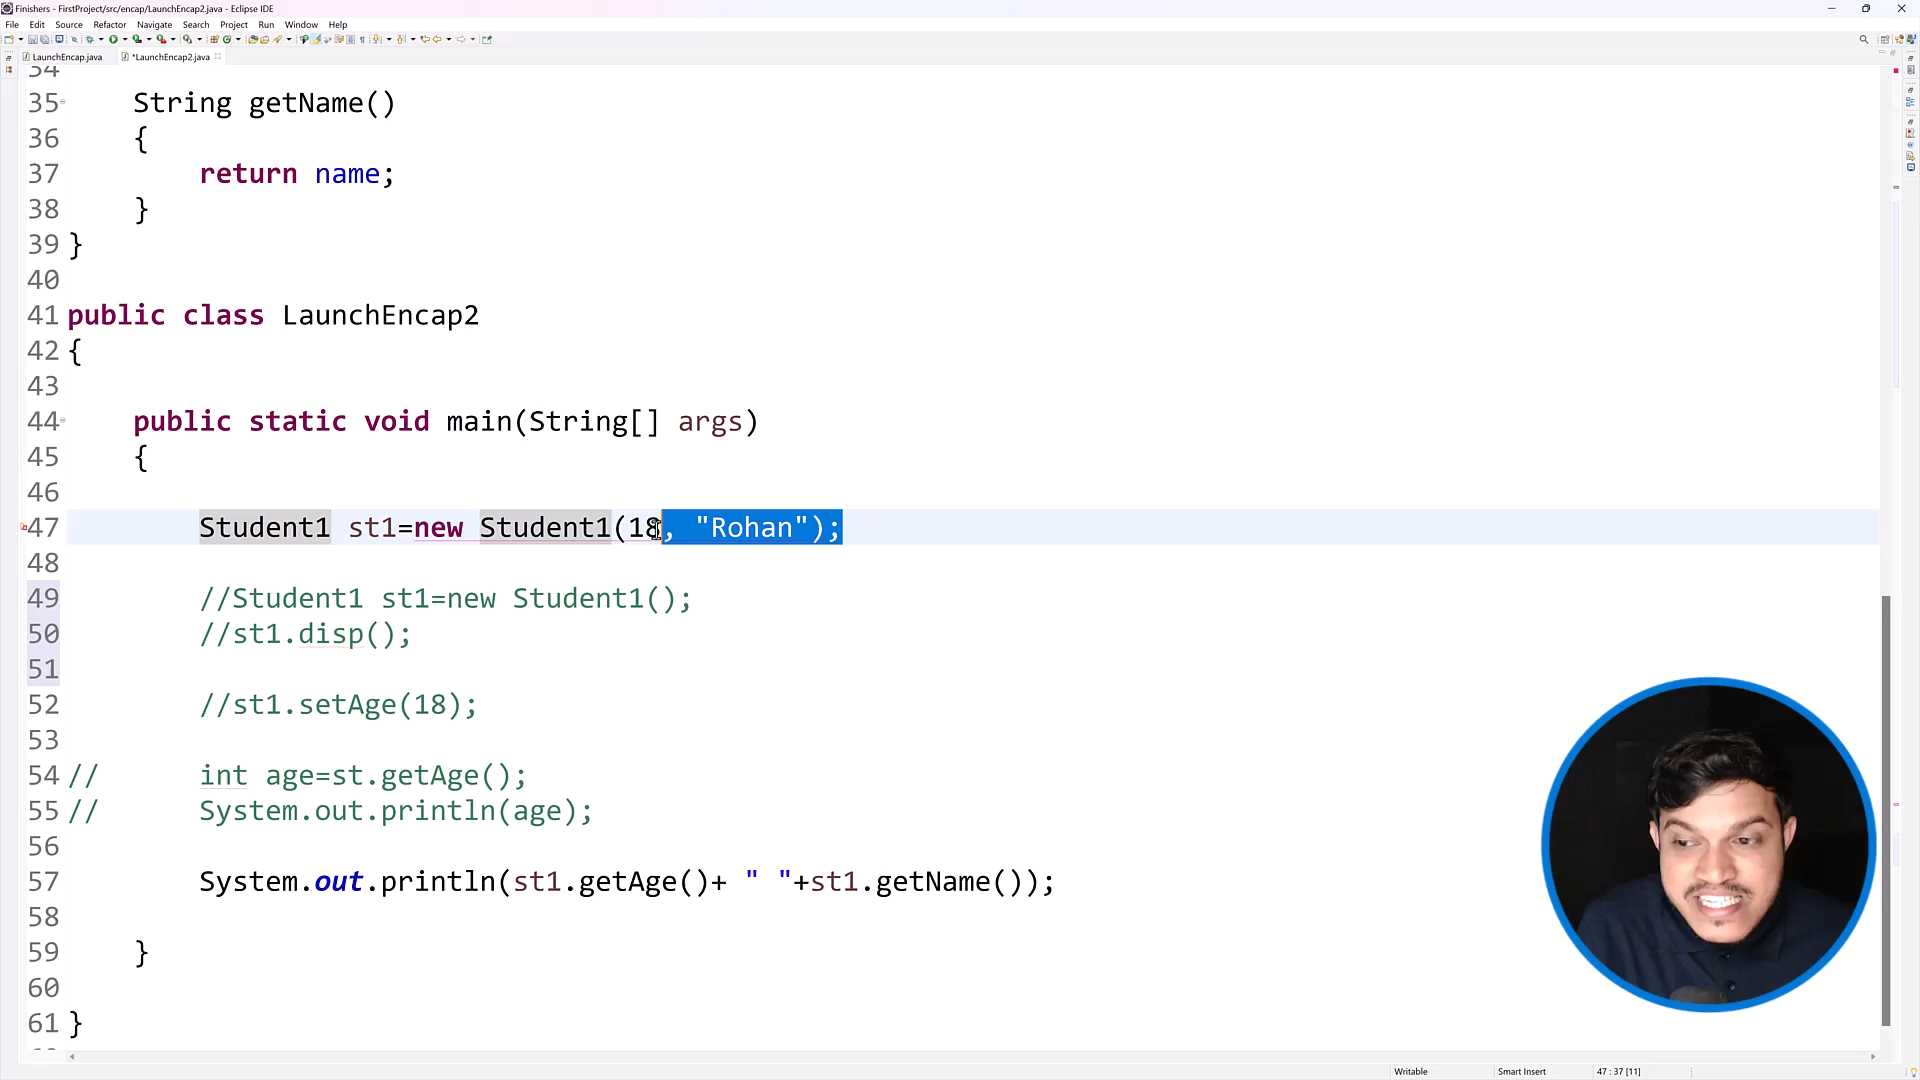 Finishers - FirstProject/src/encap/LaunchEncap2.java - Eclipse IDE
File Edit Source Refactor Navigate Search Project Run Window Help
LaunchEncap.java *LaunchEncap2.java
34
35 String getName()
36 {
37 return name;
38 }
39 }
40
41 public class LaunchEncap2
42 {
43
44 public static void main(String[] args)
45 {
46
47 Student1 st1=new Student1(18, "Rohan");
48
49 //Student1 st1=new Student1();
50 //st1.disp();
51
52 //st1.setAge(18);
53
54 // int age=st.getAge();
55 // System.out.println(age);
56
57 System.out.println(st1.getAge()+ " "+st1.getName());
58
59 }
60
61 }
Writable Smart Insert 47 : 37 [11]